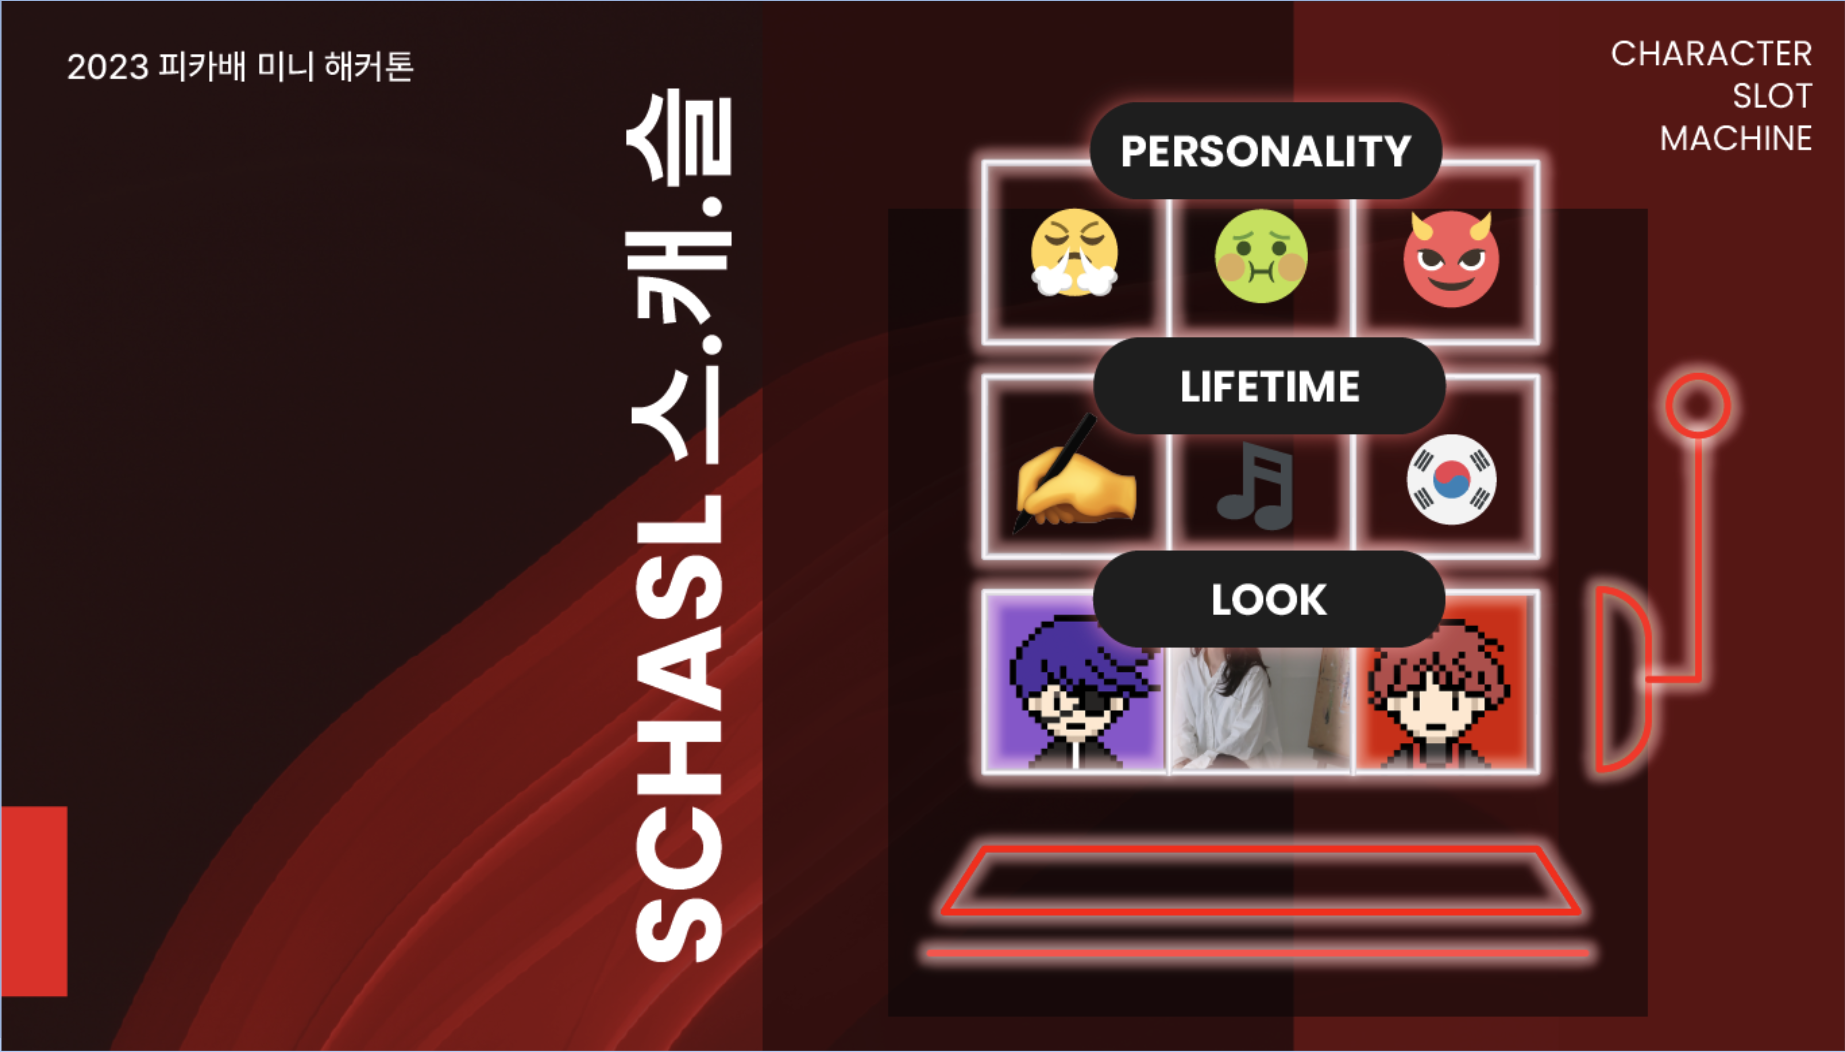 2023 피카배 미니 해커톤
SCHASL 스.캐.슬
CHARACTER
SLOT
MACHINE
PERSONALITY
LIFETIME
LOOK